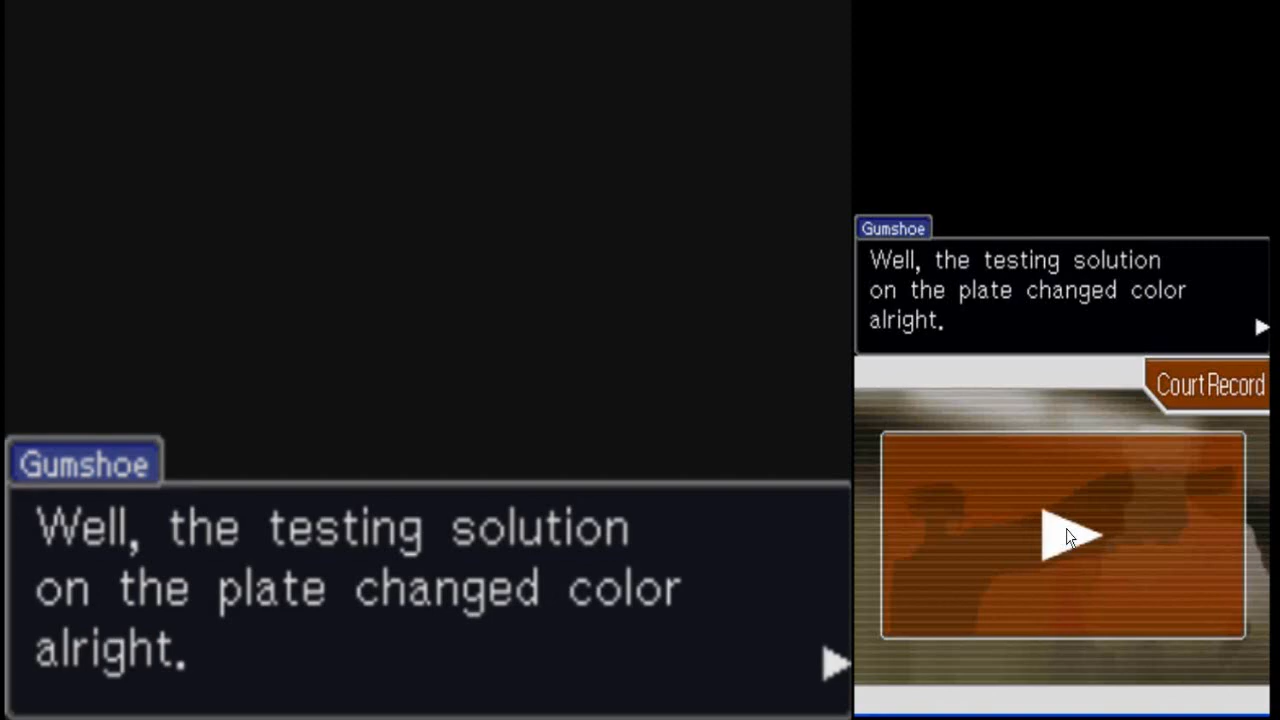 Gumshoe
Well, the testing solution
on the plate changed color
alright.
Gumshoe
Well, the testing solution
on the plate changed color
alright.
Court Record